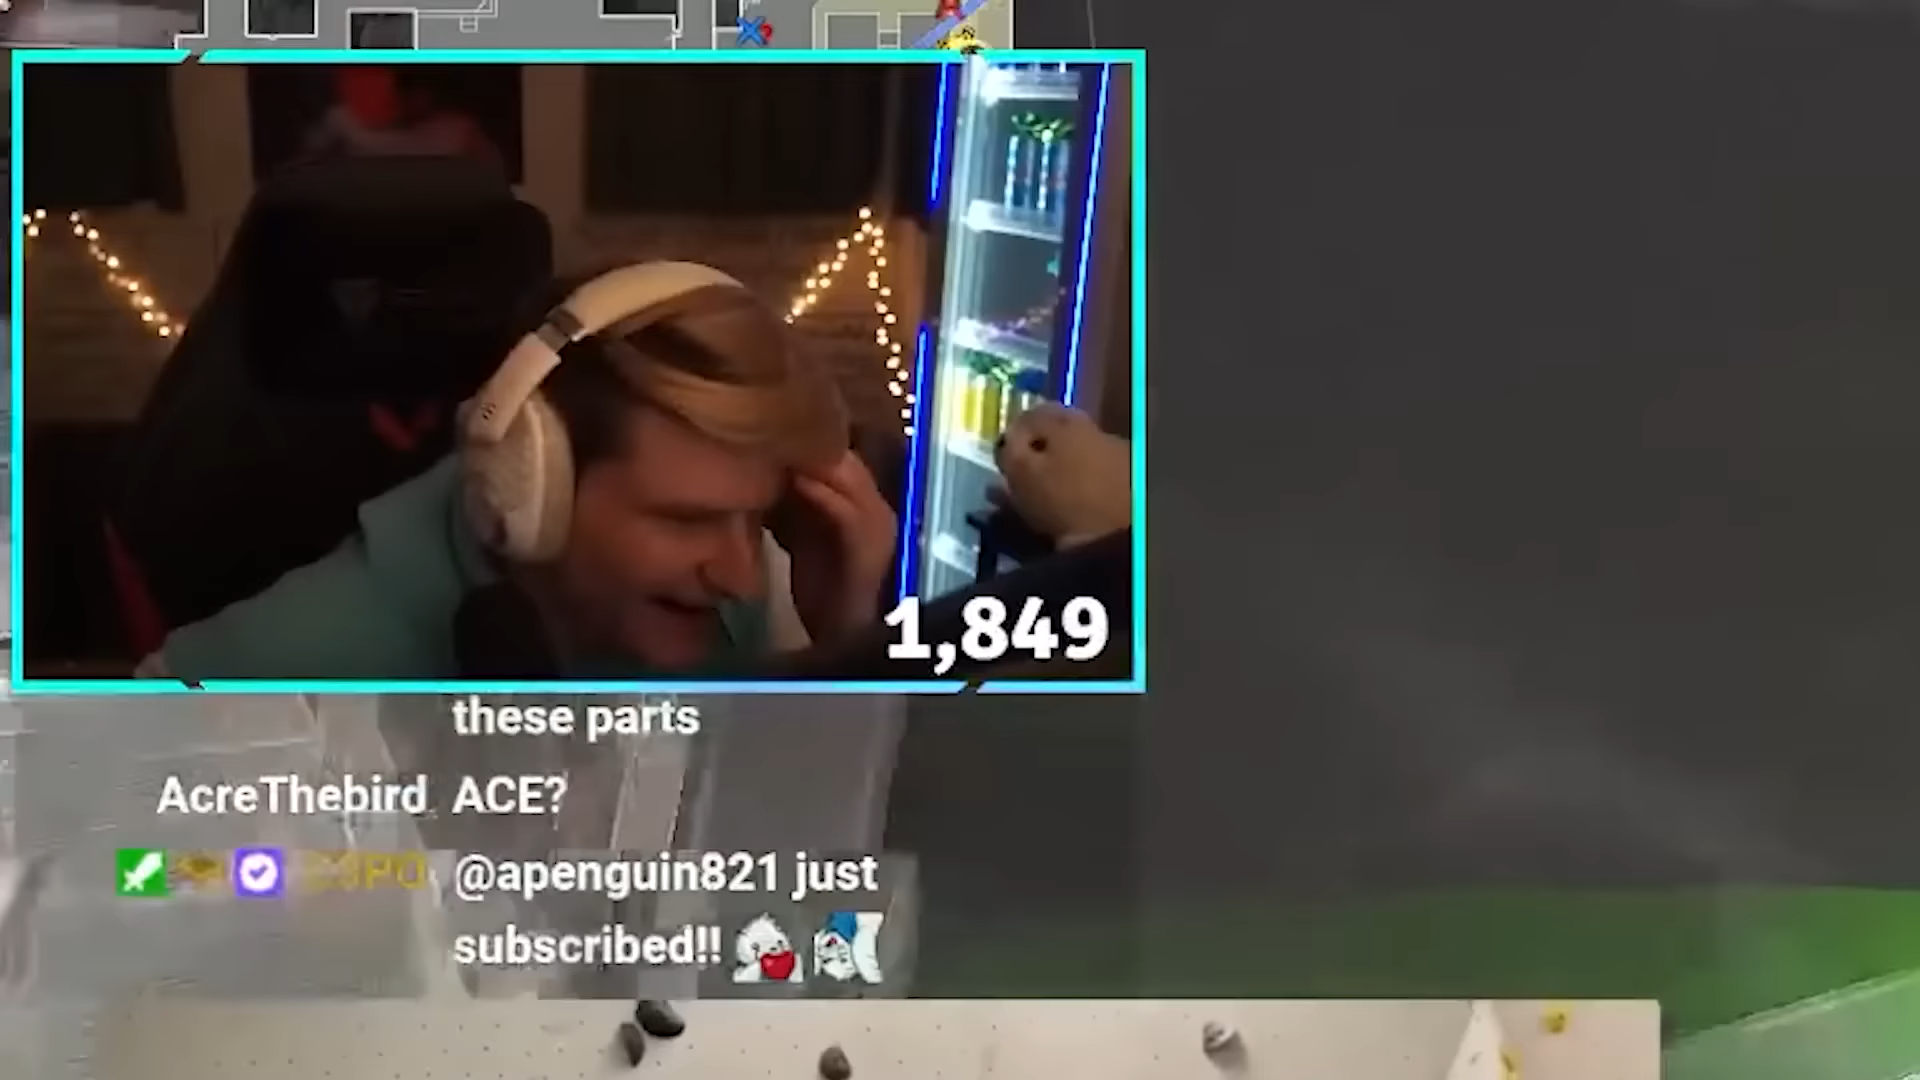 1,849
these parts
AcreThebird ACE?
@apenguin821 just
subscribed!!